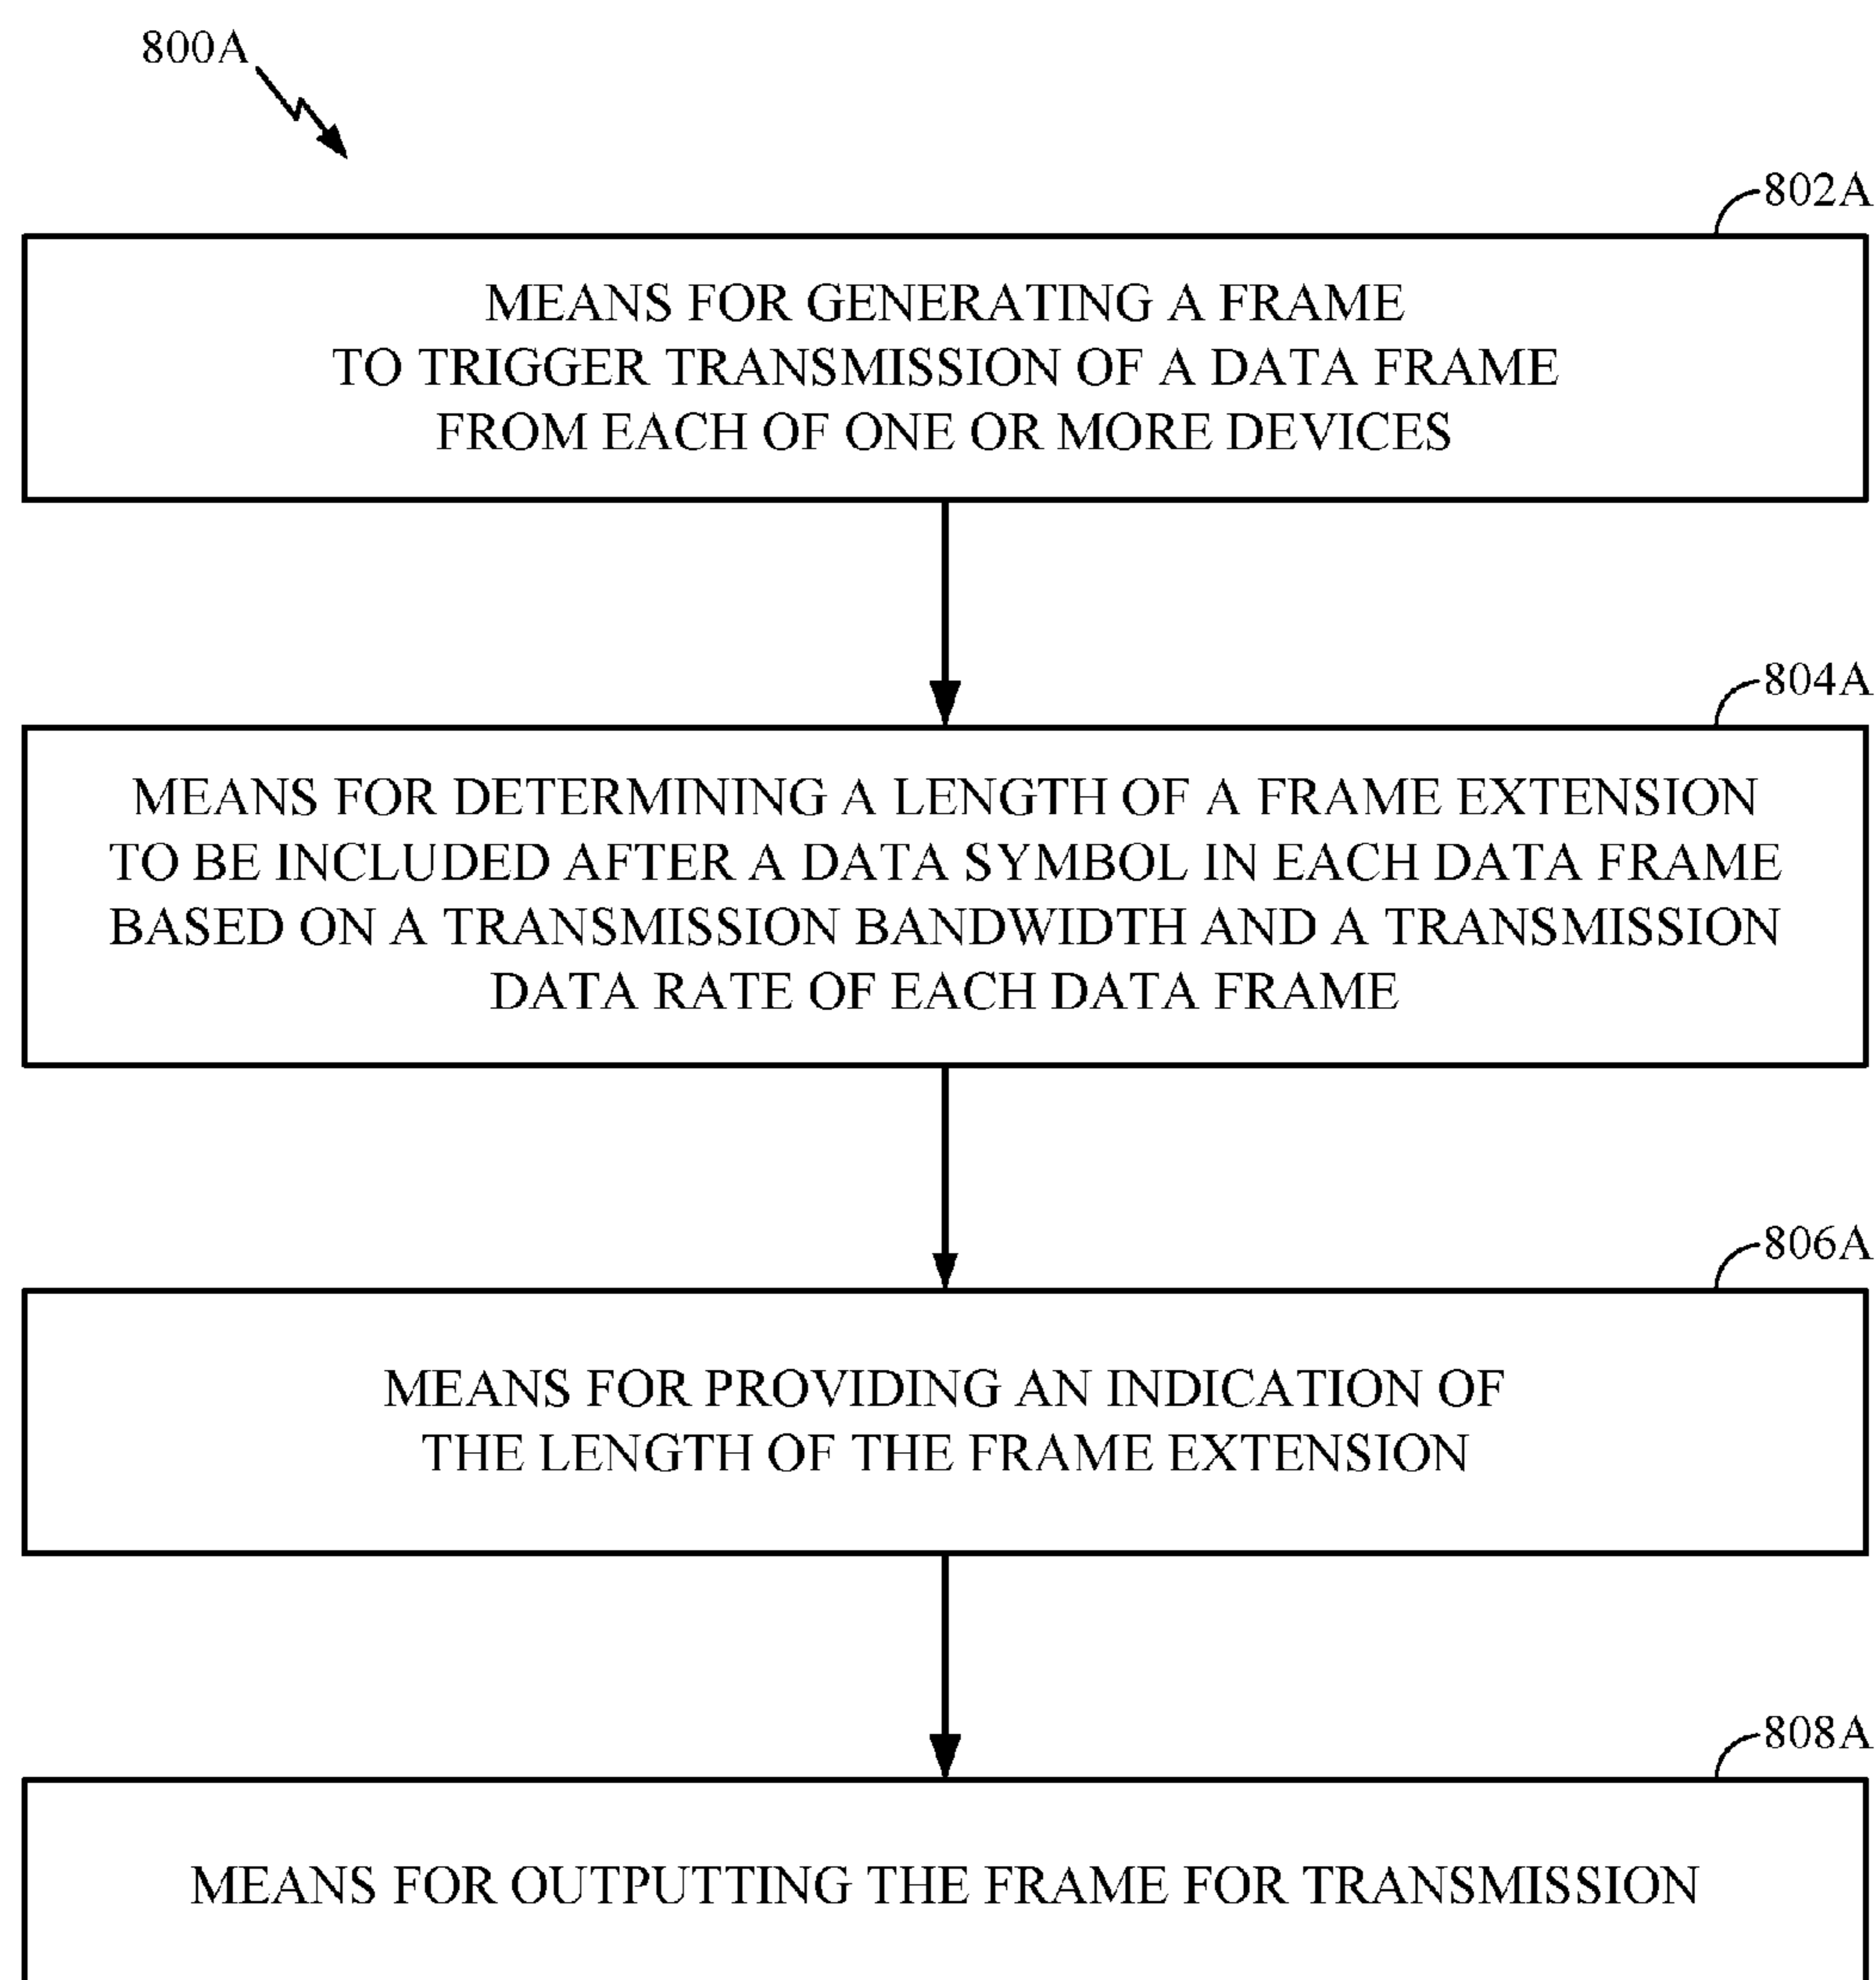 800A
802A
MEANS FOR GENERATING A FRAME
TO TRIGGER TRANSMISSION OF A DATA FRAME
FROM EACH OF ONE OR MORE DEVICES
804A
MEANS FOR DETERMINING A LENGTH OF A FRAME EXTENSION
TO BE INCLUDED AFTER A DATA SYMBOL IN EACH DATA FRAME
BASED ON A TRANSMISSION BANDWIDTH AND A TRANSMISSION
DATA RATE OF EACH DATA FRAME
806A
MEANS FOR PROVIDING AN INDICATION OF
THE LENGTH OF THE FRAME EXTENSION
808A
MEANS FOR OUTPUTTING THE FRAME FOR TRANSMISSION